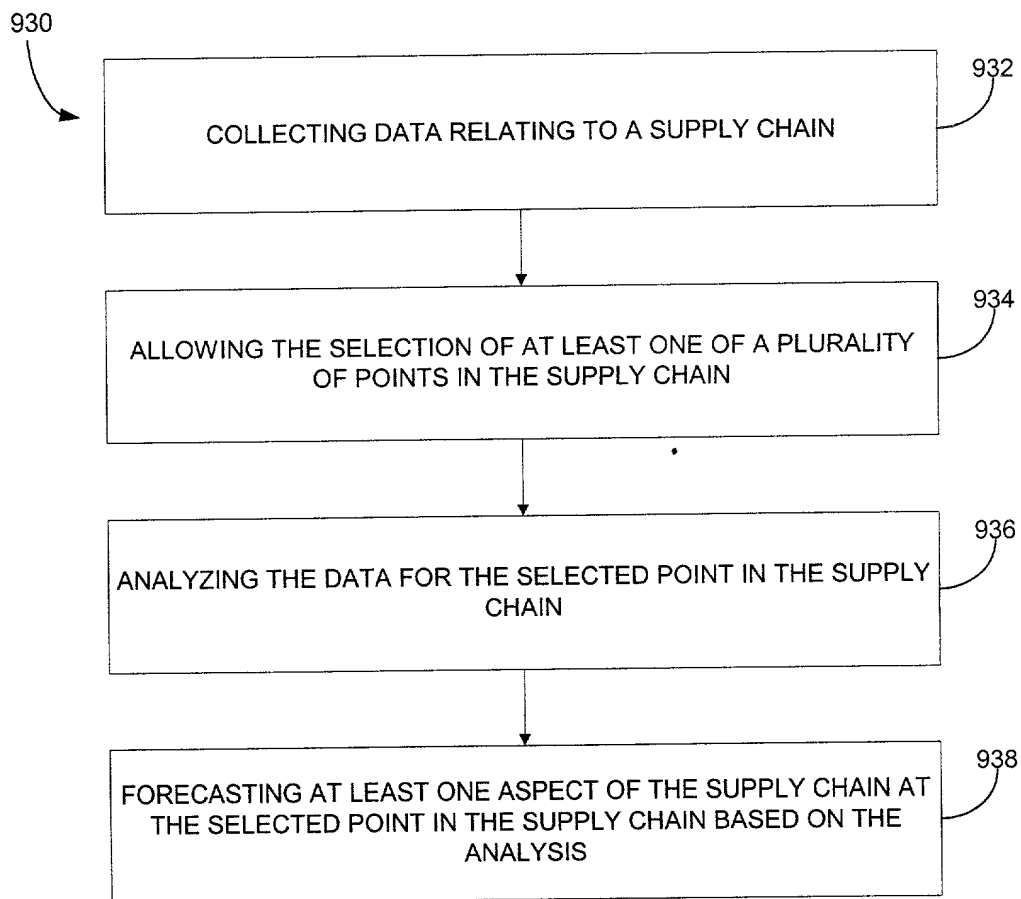 930
932
COLLECTING DATA RELATING TO A SUPPLY CHAIN
934
ALLOWING THE SELECTION OF AT LEAST ONE OF A PLURALITY
OF POINTS IN THE SUPPLY CHAIN
936
ANALYZING THE DATA FOR THE SELECTED POINT IN THE SUPPLY
CHAIN
938
FORECASTING AT LEAST ONE ASPECT OF THE SUPPLY CHAIN AT
THE SELECTED POINT IN THE SUPPLY CHAIN BASED ON THE
ANALYSIS